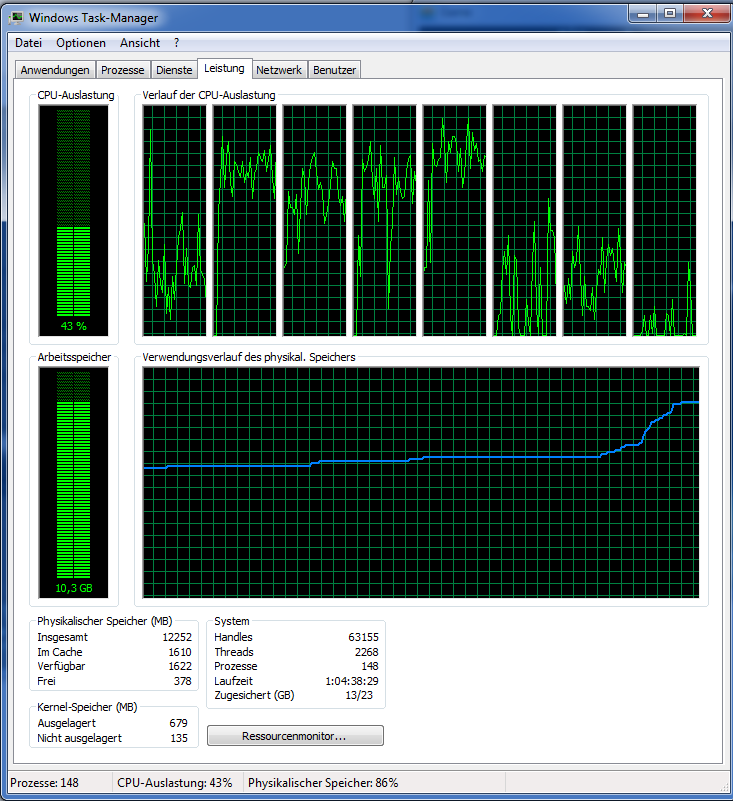 Windows Task-Manager
Datei Optionen Ansicht ?
Anwendungen Prozesse Dienste Leistung Netzwerk Benutzer
CPU-Auslastung
43 %
Verlauf der CPU-Auslastung
Arbeitsspeicher
10,3 GB
Verwendungsverlauf des physikal. Speichers
Physikalischer Speicher (MB)
Insgesamt 12252
Im Cache 1610
Verfügbar 1622
Frei 378
Kernel-Speicher (MB)
Ausgelagert 679
Nicht ausgelagert 135
System
Handles 63155
Threads 2268
Prozesse 148
Laufzeit 1:04:38:29
Zugesichert (GB) 13/23
Ressourcenmonitor...
Prozesse: 148 CPU-Auslastung: 43% Physikalischer Speicher: 86%